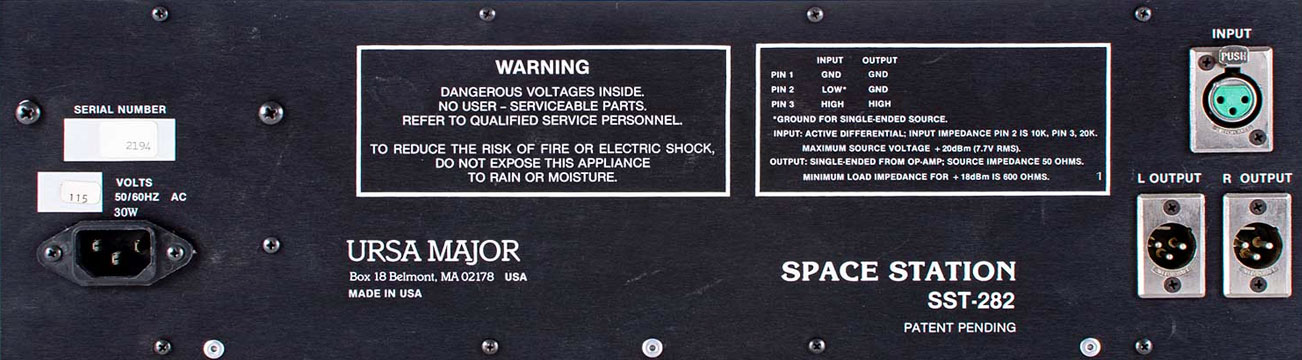 SERIAL NUMBER
2194
115
VOLTS
50/60HZ AC
30W
WARNING
DANGEROUS VOLTAGES INSIDE.
NO USER – SERVICEABLE PARTS.
REFER TO QUALIFIED SERVICE PERSONNEL.
TO REDUCE THE RISK OF FIRE OR ELECTRIC SHOCK,
DO NOT EXPOSE THIS APPLIANCE
TO RAIN OR MOISTURE.
URSA MAJOR
Box 18 Belmont, MA 02178 USA
MADE IN USA
INPUT OUTPUT
PIN 1 GND GND
PIN 2 LOW* GND
PIN 3 HIGH HIGH
*GROUND FOR SINGLE-ENDED SOURCE.
INPUT: ACTIVE DIFFERENTIAL; INPUT IMPEDANCE PIN 2 IS 10K, PIN 3, 20K.
MAXIMUM SOURCE VOLTAGE +20dBm (7.7V RMS).
OUTPUT: SINGLE-ENDED FROM OP-AMP; SOURCE IMPEDANCE 50 OHMS.
MINIMUM LOAD IMPEDANCE FOR +18dBm IS 600 OHMS. 1
SPACE STATION
SST-282
PATENT PENDING
INPUT
PUSH
L OUTPUT R OUTPUT